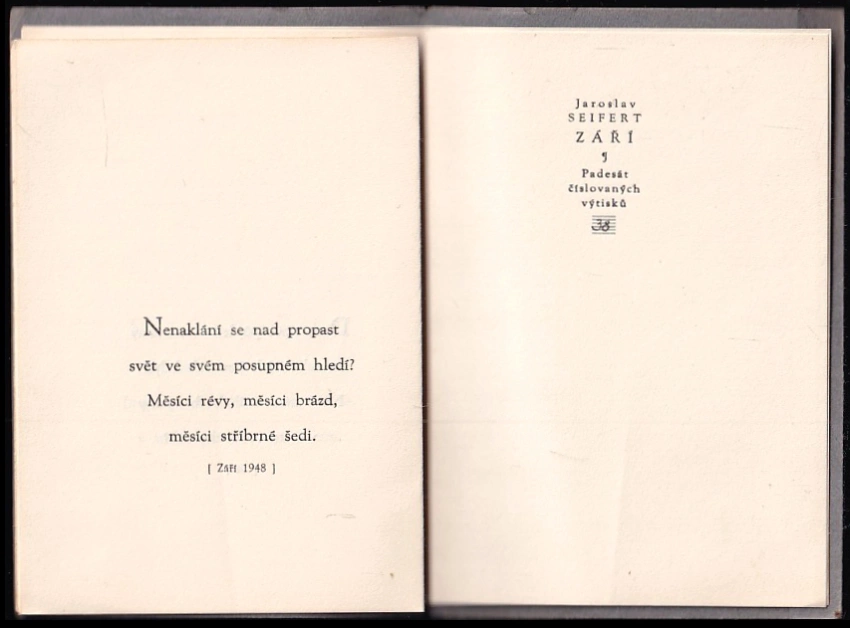 Nenaklání se nad propast
svět ve svém posupném hledí?
Měsíci révy, měsíci brázd,
měsíci stříbrné šedi.
[ Září 1948 ]
Jaroslav
SEIFERT
ZÁŘÍ
¶
Padesát
číslovaných
výtisků
38